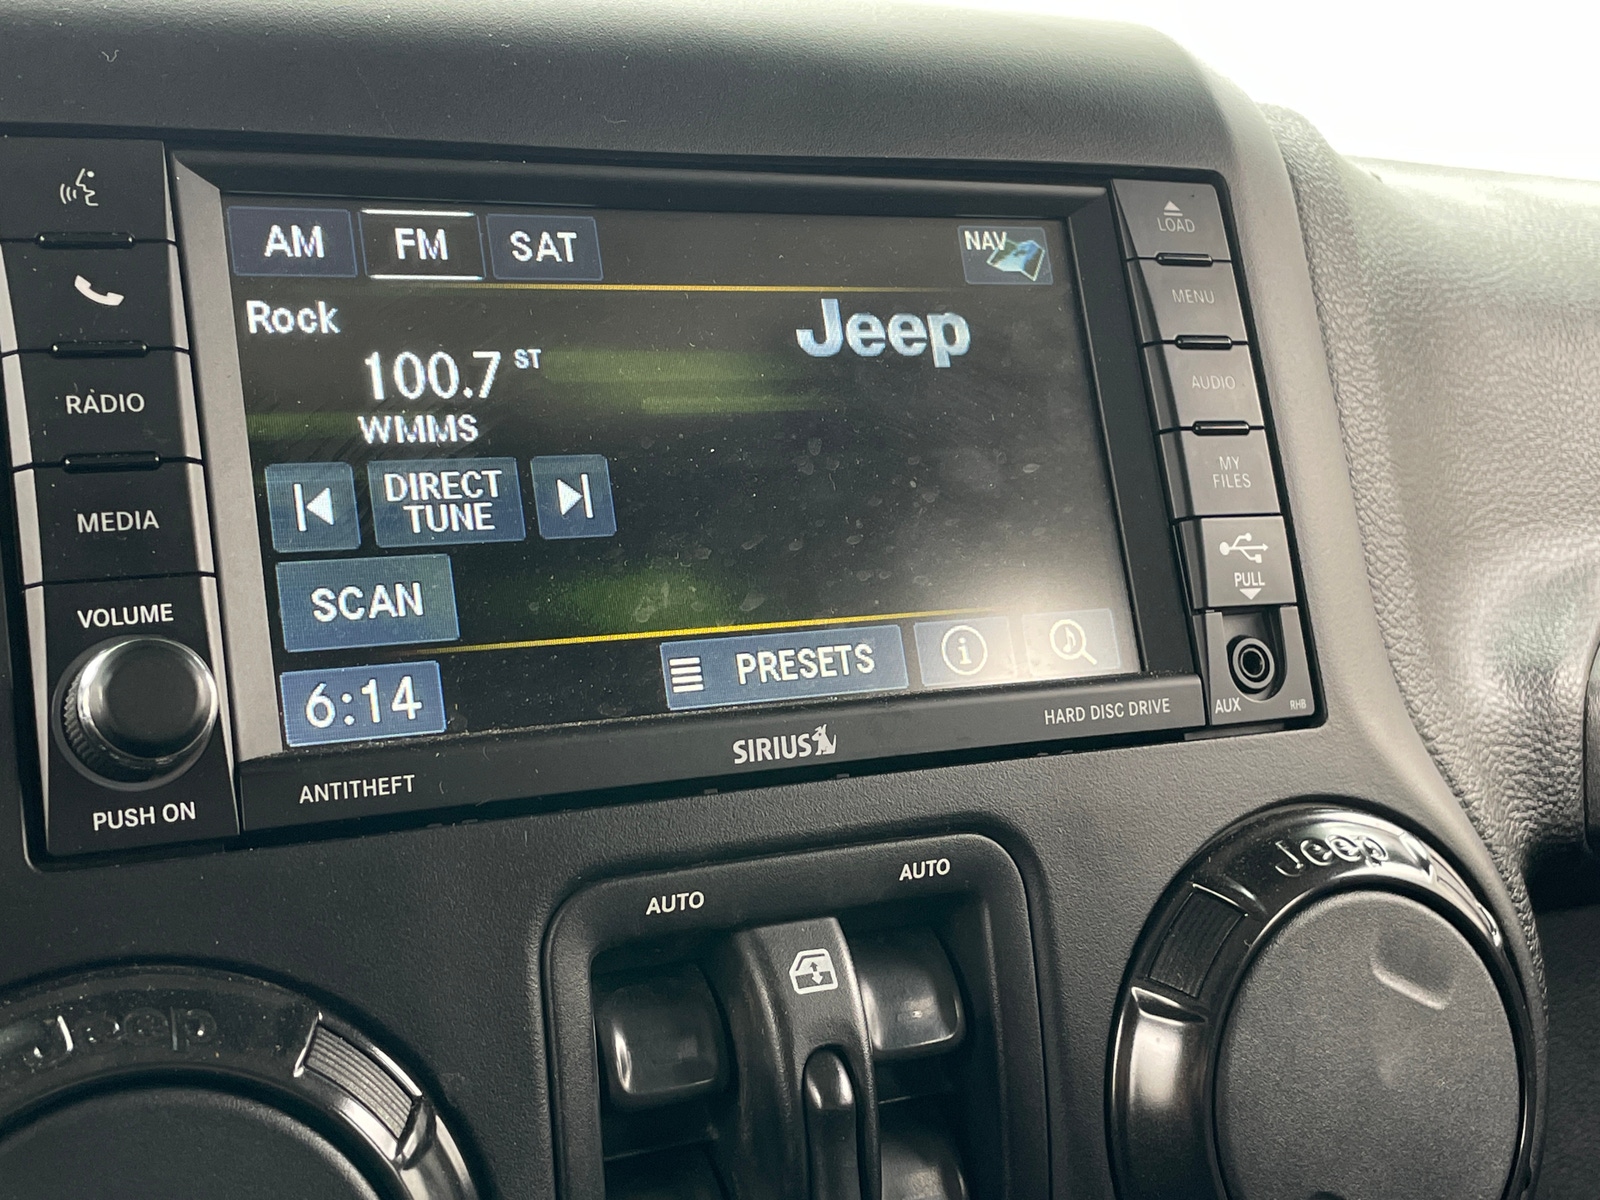 AM
FM
SAT
NAV
Rock
Jeep
100.7 ST
WMMS
DIRECT
TUNE
SCAN
6:14
PRESETS
RADIO
MEDIA
VOLUME
PUSH ON
LOAD
MENU
AUDIO
MY
FILES
PULL
AUX
RHB
ANTITHEFT
SIRIUS
HARD DISC DRIVE
AUTO
AUTO
Jeep
Jeep